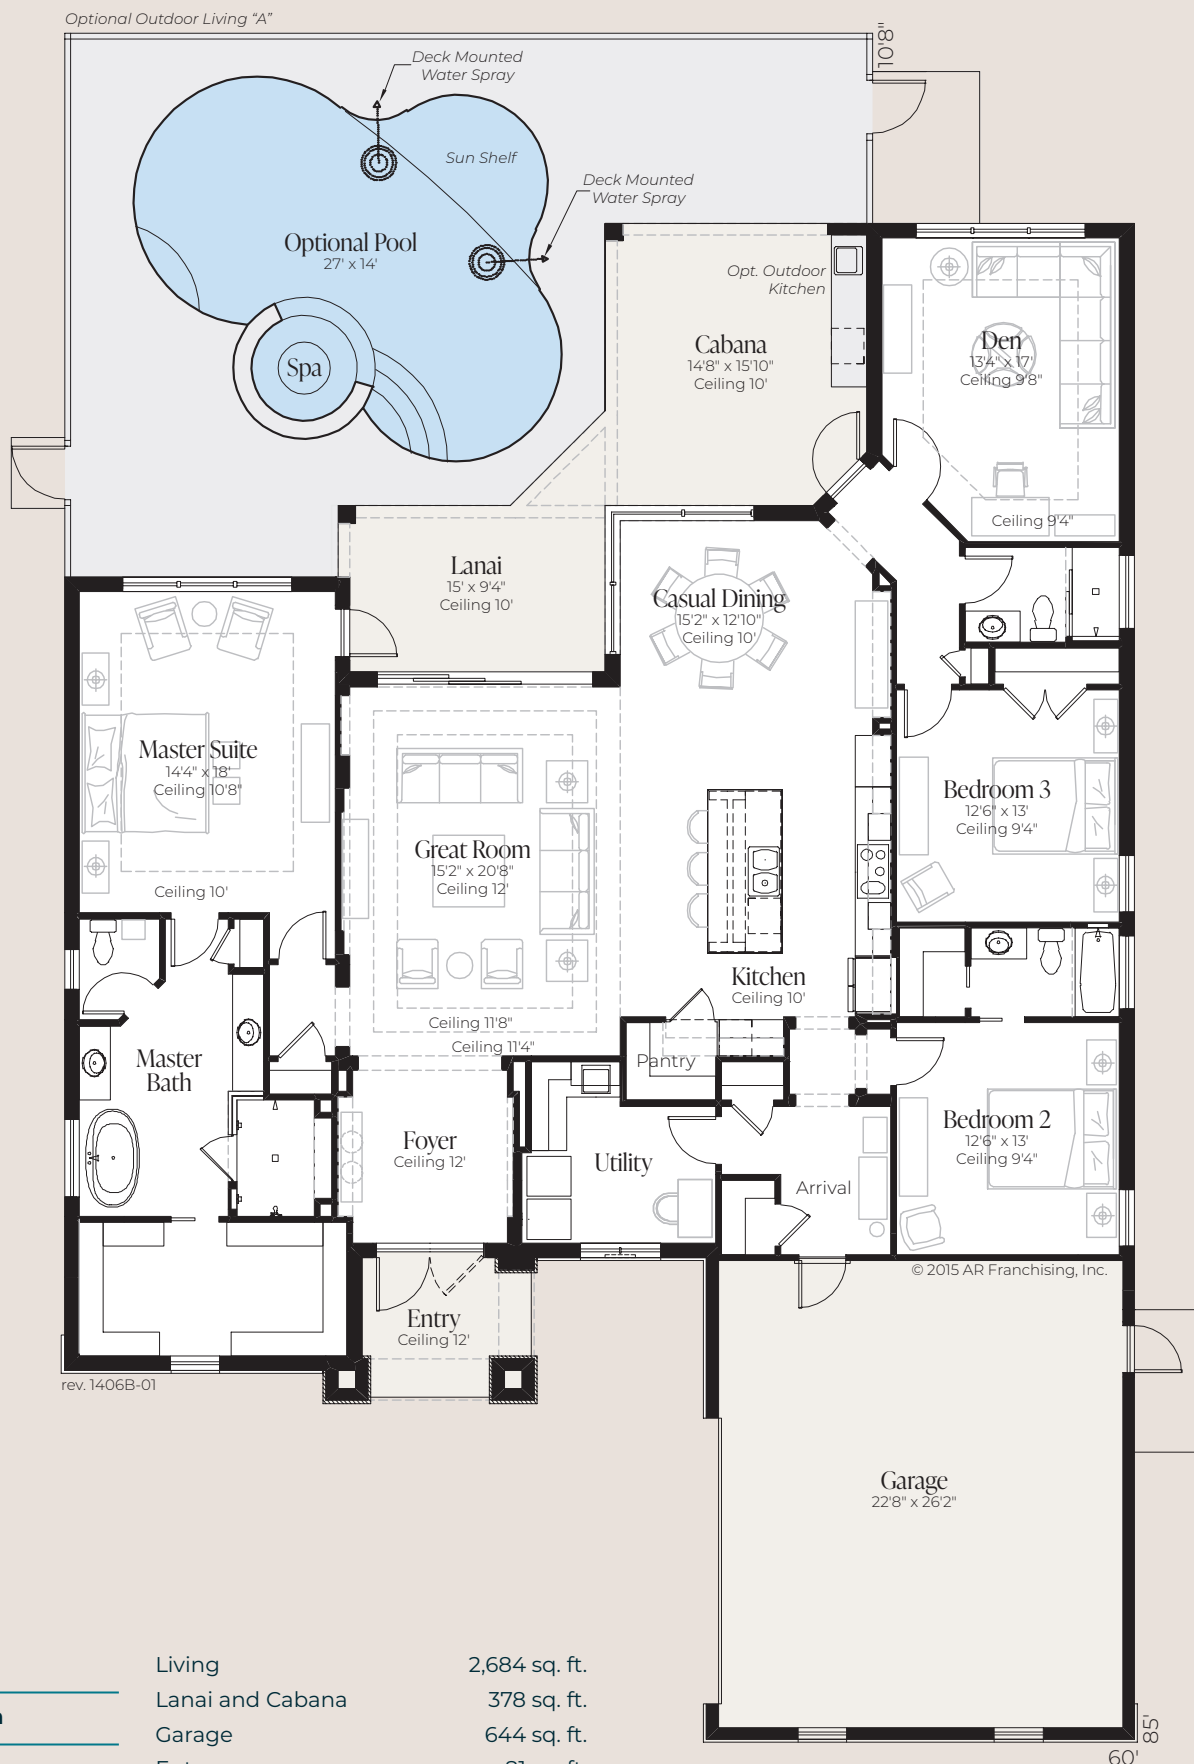 Optional Outdoor Living “A”
10'8"
Deck Mounted
Water Spray
Sun Shelf
Deck Mounted
Water Spray
Optional Pool
27' x 14'
Spa
Opt. Outdoor
Kitchen
Cabana
14'8" x 15'10"
Ceiling 10'
Den
13'4" x 17'
Ceiling 9'8"
Ceiling 9'4"
Lanai
15' x 9'4"
Ceiling 10'
Casual Dining
15'2" x 12'10"
Ceiling 10'
Master Suite
14'4" x 18'
Ceiling 10'8"
Ceiling 10'
Great Room
15'2" x 20'8"
Ceiling 12'
Ceiling 11'8"
Ceiling 11'4"
Bedroom 3
12'6" x 13'
Ceiling 9'4"
Kitchen
Ceiling 10'
Pantry
Master
Bath
Foyer
Ceiling 12'
Utility
Arrival
Bedroom 2
12'6" x 13'
Ceiling 9'4"
© 2015 AR Franchising, Inc.
Entry
Ceiling 12'
rev. 1406B-01
Garage
22'8" x 26'2"
Living 2,684 sq. ft.
Lanai and Cabana 378 sq. ft.
Garage 644 sq. ft.
85'
60'